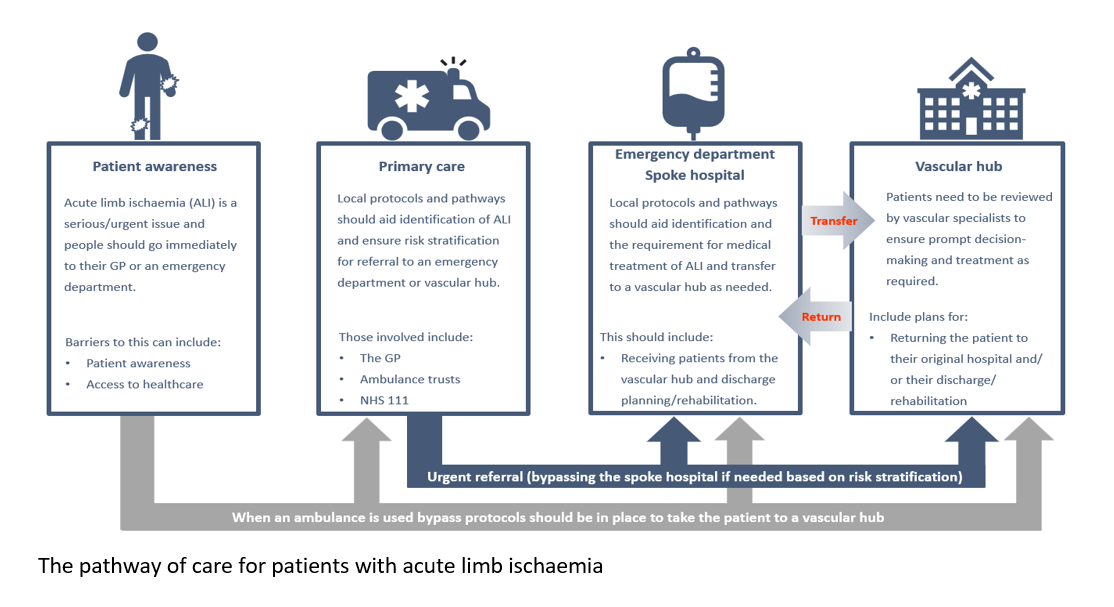 Patient awareness
Acute limb ischaemia (ALI) is a
serious/urgent issue and
people should go immediately
to their GP or an emergency
department.
Barriers to this can include:
• Patient awareness
• Access to healthcare
Primary care
Local protocols and pathways
should aid identification of ALI
and ensure risk stratification
for referral to an emergency
department or vascular hub.
Those involved include:
• The GP
• Ambulance trusts
• NHS 111
Emergency department
Spoke hospital
Local protocols and pathways
should aid identification and
the requirement for medical
treatment of ALI and transfer
to a vascular hub as needed.
This should include:
• Receiving patients from the
vascular hub and discharge
planning/rehabilitation.
Transfer
Return
Vascular hub
Patients need to be reviewed
by vascular specialists to
ensure prompt decision-
making and treatment as
required.
Include plans for:
• Returning the patient to
their original hospital and/
or their discharge/
rehabilitation
Urgent referral (bypassing the spoke hospital if needed based on risk stratification)
When an ambulance is used bypass protocols should be in place to take the patient to a vascular hub
The pathway of care for patients with acute limb ischaemia